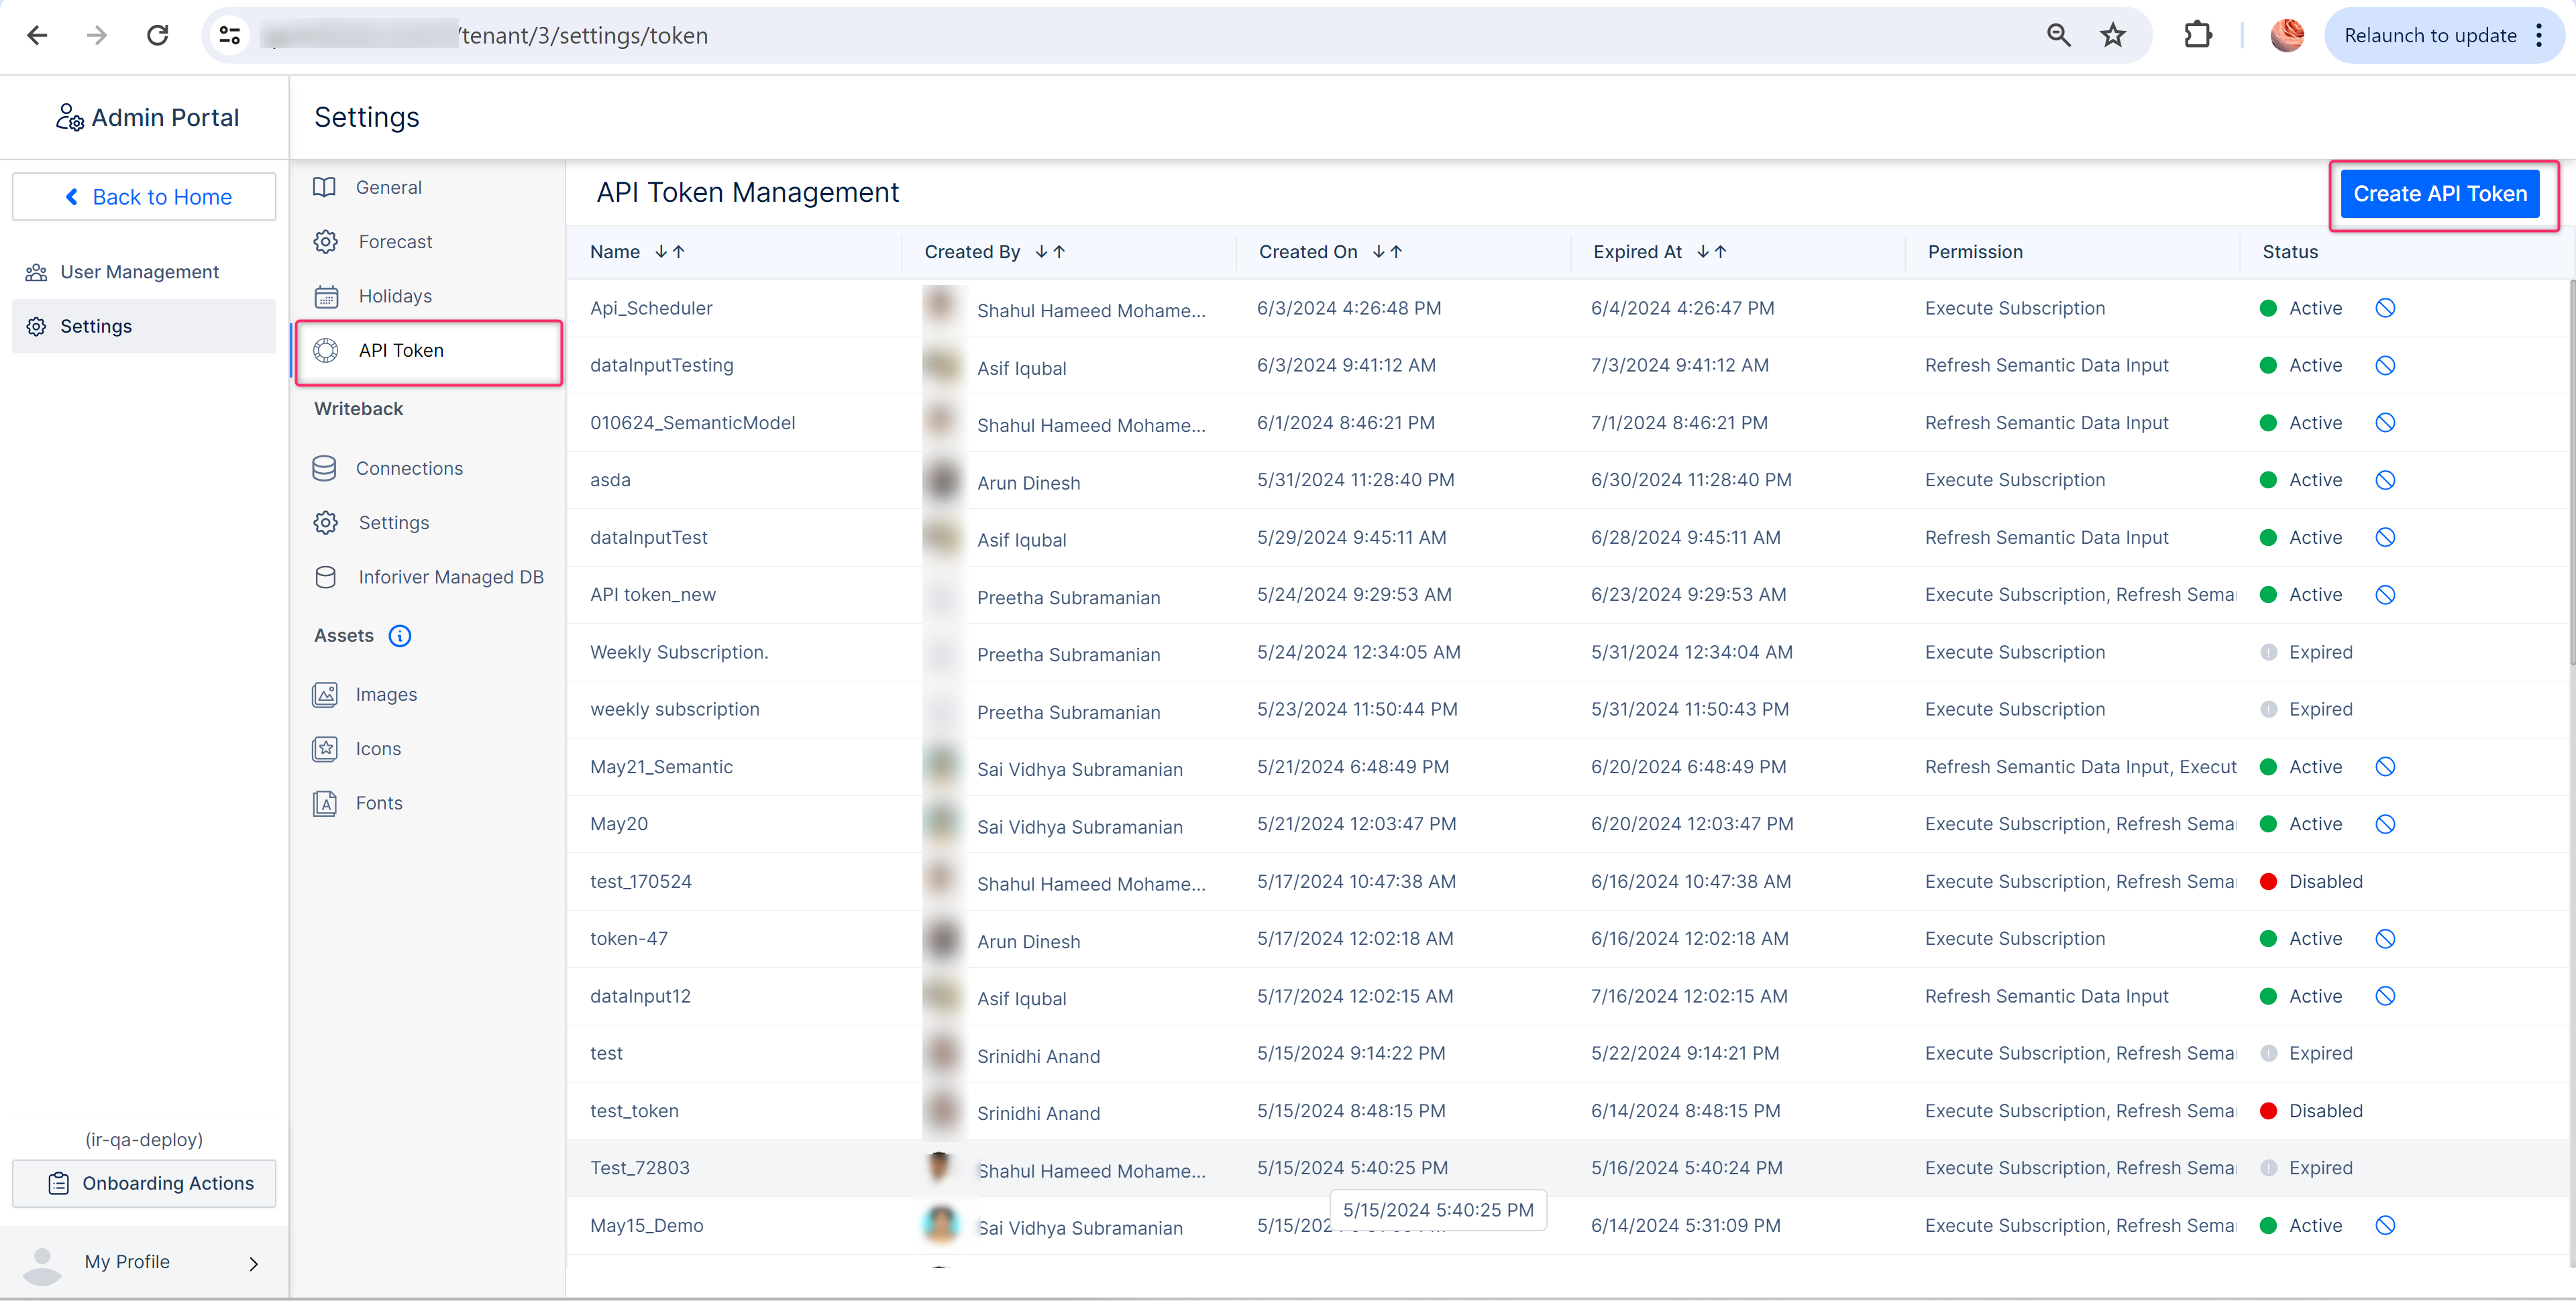 /tenant/3/settings/token
Relaunch to update
Admin Portal
Settings
Back to Home
User Management
Settings
General
Forecast
Holidays
API Token
Writeback
Connections
Settings
Inforiver Managed DB
Assets
Images
Icons
Fonts
(ir-qa-deploy)
Onboarding Actions
My Profile
API Token Management
Create API Token
Name Created By Created On Expired At Permission Status
Api_Scheduler Shahul Hameed Mohame... 6/3/2024 4:26:48 PM 6/4/2024 4:26:47 PM Execute Subscription Active
dataInputTesting Asif Iqubal 6/3/2024 9:41:12 AM 7/3/2024 9:41:12 AM Refresh Semantic Data Input Active
010624_SemanticModel Shahul Hameed Mohame... 6/1/2024 8:46:21 PM 7/1/2024 8:46:21 PM Refresh Semantic Data Input Active
asda Arun Dinesh 5/31/2024 11:28:40 PM 6/30/2024 11:28:40 PM Execute Subscription Active
dataInputTest Asif Iqubal 5/29/2024 9:45:11 AM 6/28/2024 9:45:11 AM Refresh Semantic Data Input Active
API token_new Preetha Subramanian 5/24/2024 9:29:53 AM 6/23/2024 9:29:53 AM Execute Subscription, Refresh Sema Active
Weekly Subscription. Preetha Subramanian 5/24/2024 12:34:05 AM 5/31/2024 12:34:04 AM Execute Subscription Expired
weekly subscription Preetha Subramanian 5/23/2024 11:50:44 PM 5/31/2024 11:50:43 PM Execute Subscription Expired
May21_Semantic Sai Vidhya Subramanian 5/21/2024 6:48:49 PM 6/20/2024 6:48:49 PM Refresh Semantic Data Input, Execut Active
May20 Sai Vidhya Subramanian 5/21/2024 12:03:47 PM 6/20/2024 12:03:47 PM Execute Subscription, Refresh Sema Active
test_170524 Shahul Hameed Mohame... 5/17/2024 10:47:38 AM 6/16/2024 10:47:38 AM Execute Subscription, Refresh Sema Disabled
token-47 Arun Dinesh 5/17/2024 12:02:18 AM 6/16/2024 12:02:18 AM Execute Subscription Active
dataInput12 Asif Iqubal 5/17/2024 12:02:15 AM 7/16/2024 12:02:15 AM Refresh Semantic Data Input Active
test Srinidhi Anand 5/15/2024 9:14:22 PM 5/22/2024 9:14:21 PM Execute Subscription, Refresh Sema Expired
test_token Srinidhi Anand 5/15/2024 8:48:15 PM 6/14/2024 8:48:15 PM Execute Subscription, Refresh Sema Disabled
Test_72803 Shahul Hameed Mohame... 5/15/2024 5:40:25 PM 5/16/2024 5:40:24 PM Execute Subscription, Refresh Sema Expired
5/15/2024 5:40:25 PM
May15_Demo Sai Vidhya Subramanian 5/15/202 6/14/2024 5:31:09 PM Execute Subscription, Refresh Sema Active